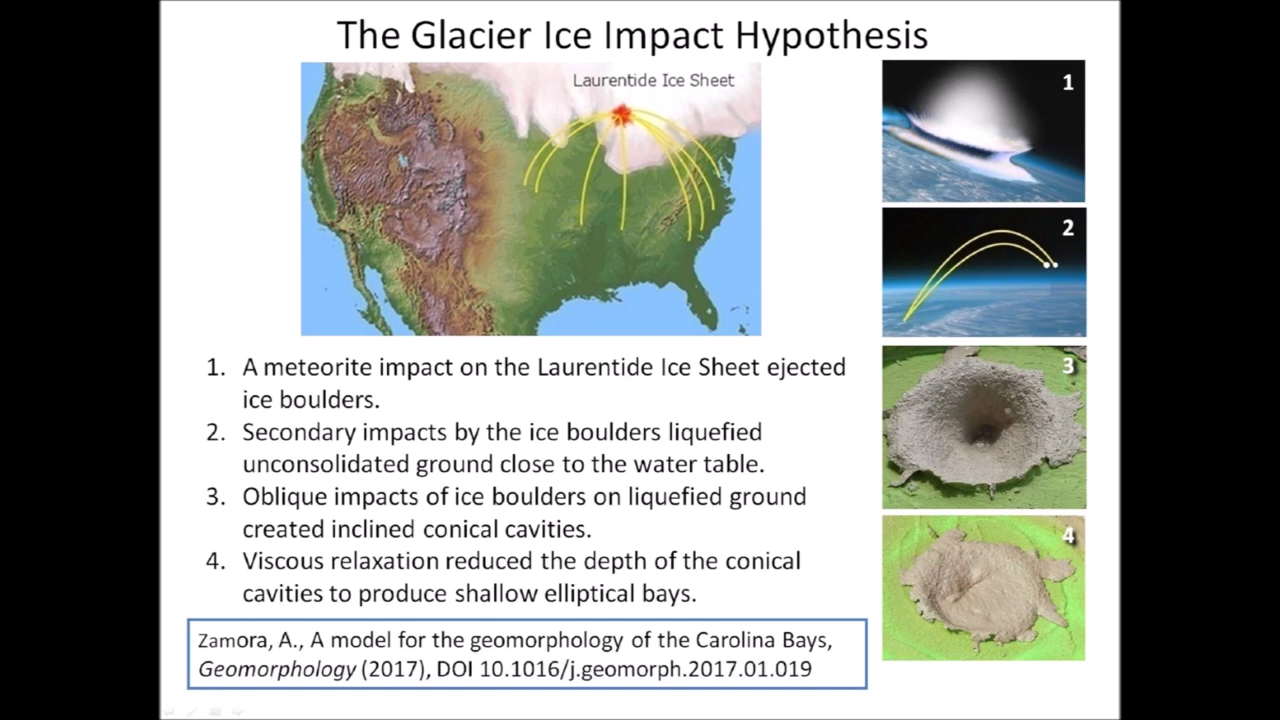 The Glacier Ice Impact Hypothesis
Laurentide Ice Sheet
1
2
3
4
1. A meteorite impact on the Laurentide Ice Sheet ejected
ice boulders.
2. Secondary impacts by the ice boulders liquefied
unconsolidated ground close to the water table.
3. Oblique impacts of ice boulders on liquefied ground
created inclined conical cavities.
4. Viscous relaxation reduced the depth of the conical
cavities to produce shallow elliptical bays.
Zamora, A., A model for the geomorphology of the Carolina Bays,
Geomorphology (2017), DOI 10.1016/j.geomorph.2017.01.019